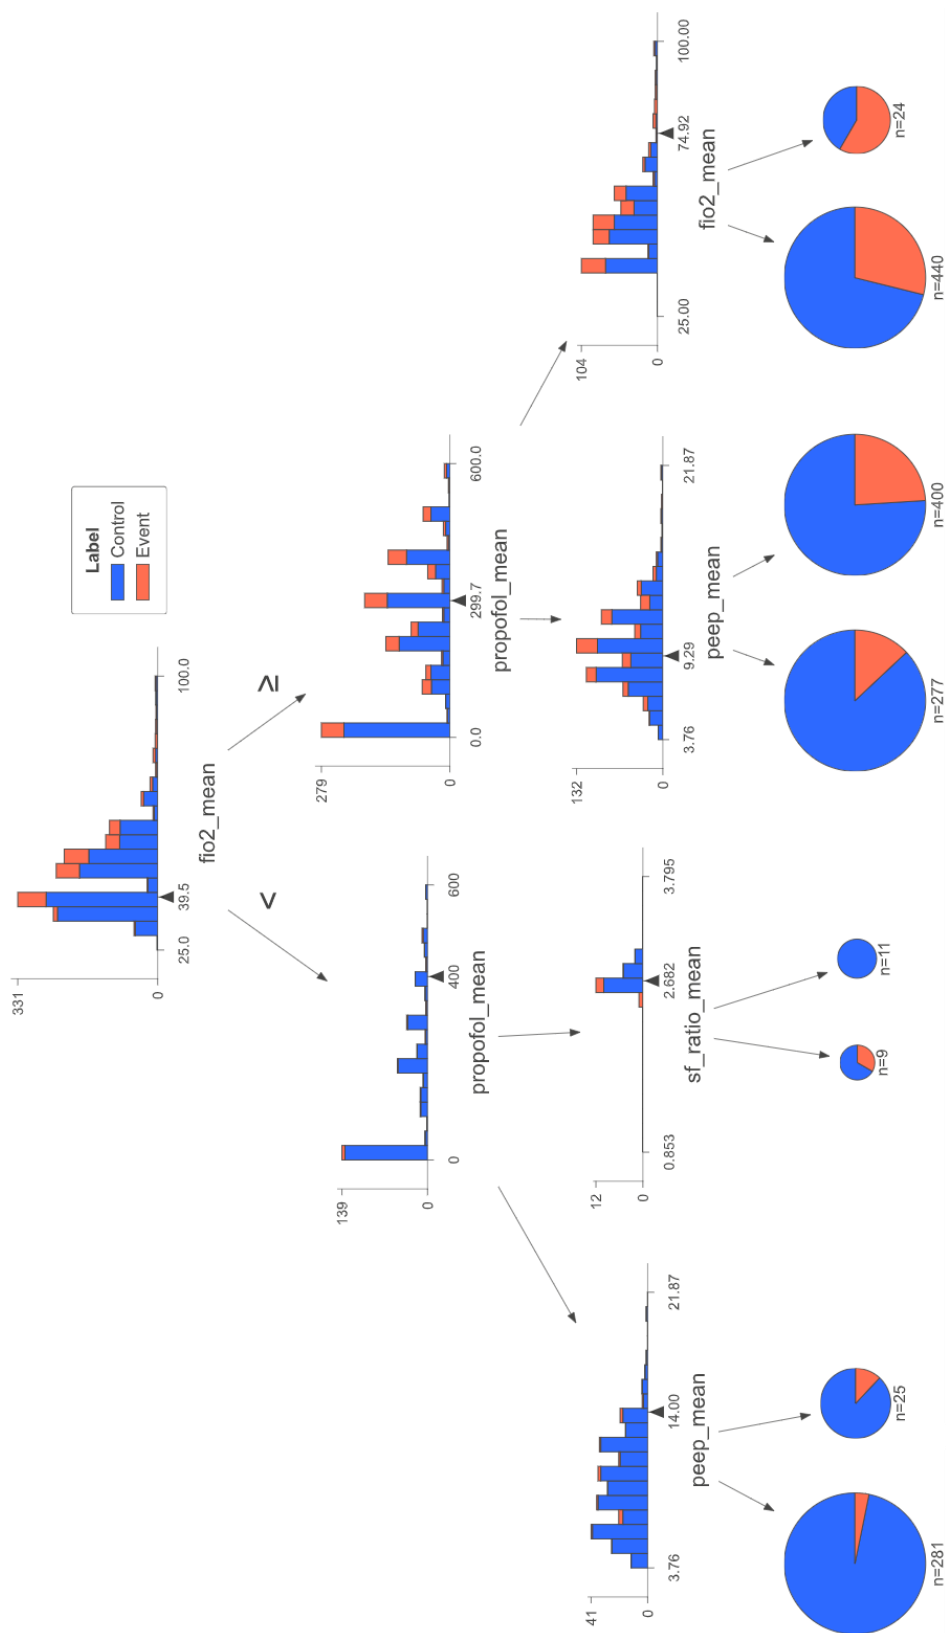 Label
Control
Event
331
0
25.0
39.5
100.0
fio2_mean
<
≥
139
0
0
400
600
propofol_mean
279
0
0.0
299.7
600.0
propofol_mean
41
0
3.76
14.00
21.87
peep_mean
12
0
0.853
2.682
3.795
sf_ratio_mean
132
0
3.76
9.29
21.87
peep_mean
104
0
25.00
74.92
100.00
fio2_mean
n=281
n=25
n=9
n=11
n=277
n=400
n=440
n=24